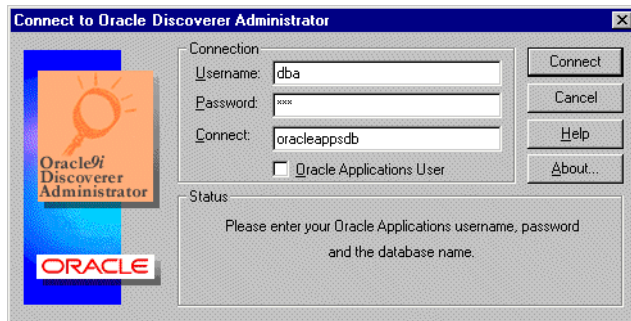 Connect to Oracle Discoverer Administrator
Connection
Username: dba
Password: ×××
Connect: oracleappsdb
Oracle Applications User
Connect
Cancel
Help
About...
Oracle9i
Discoverer
Administrator
ORACLE
Status
Please enter your Oracle Applications username, password
and the database name.